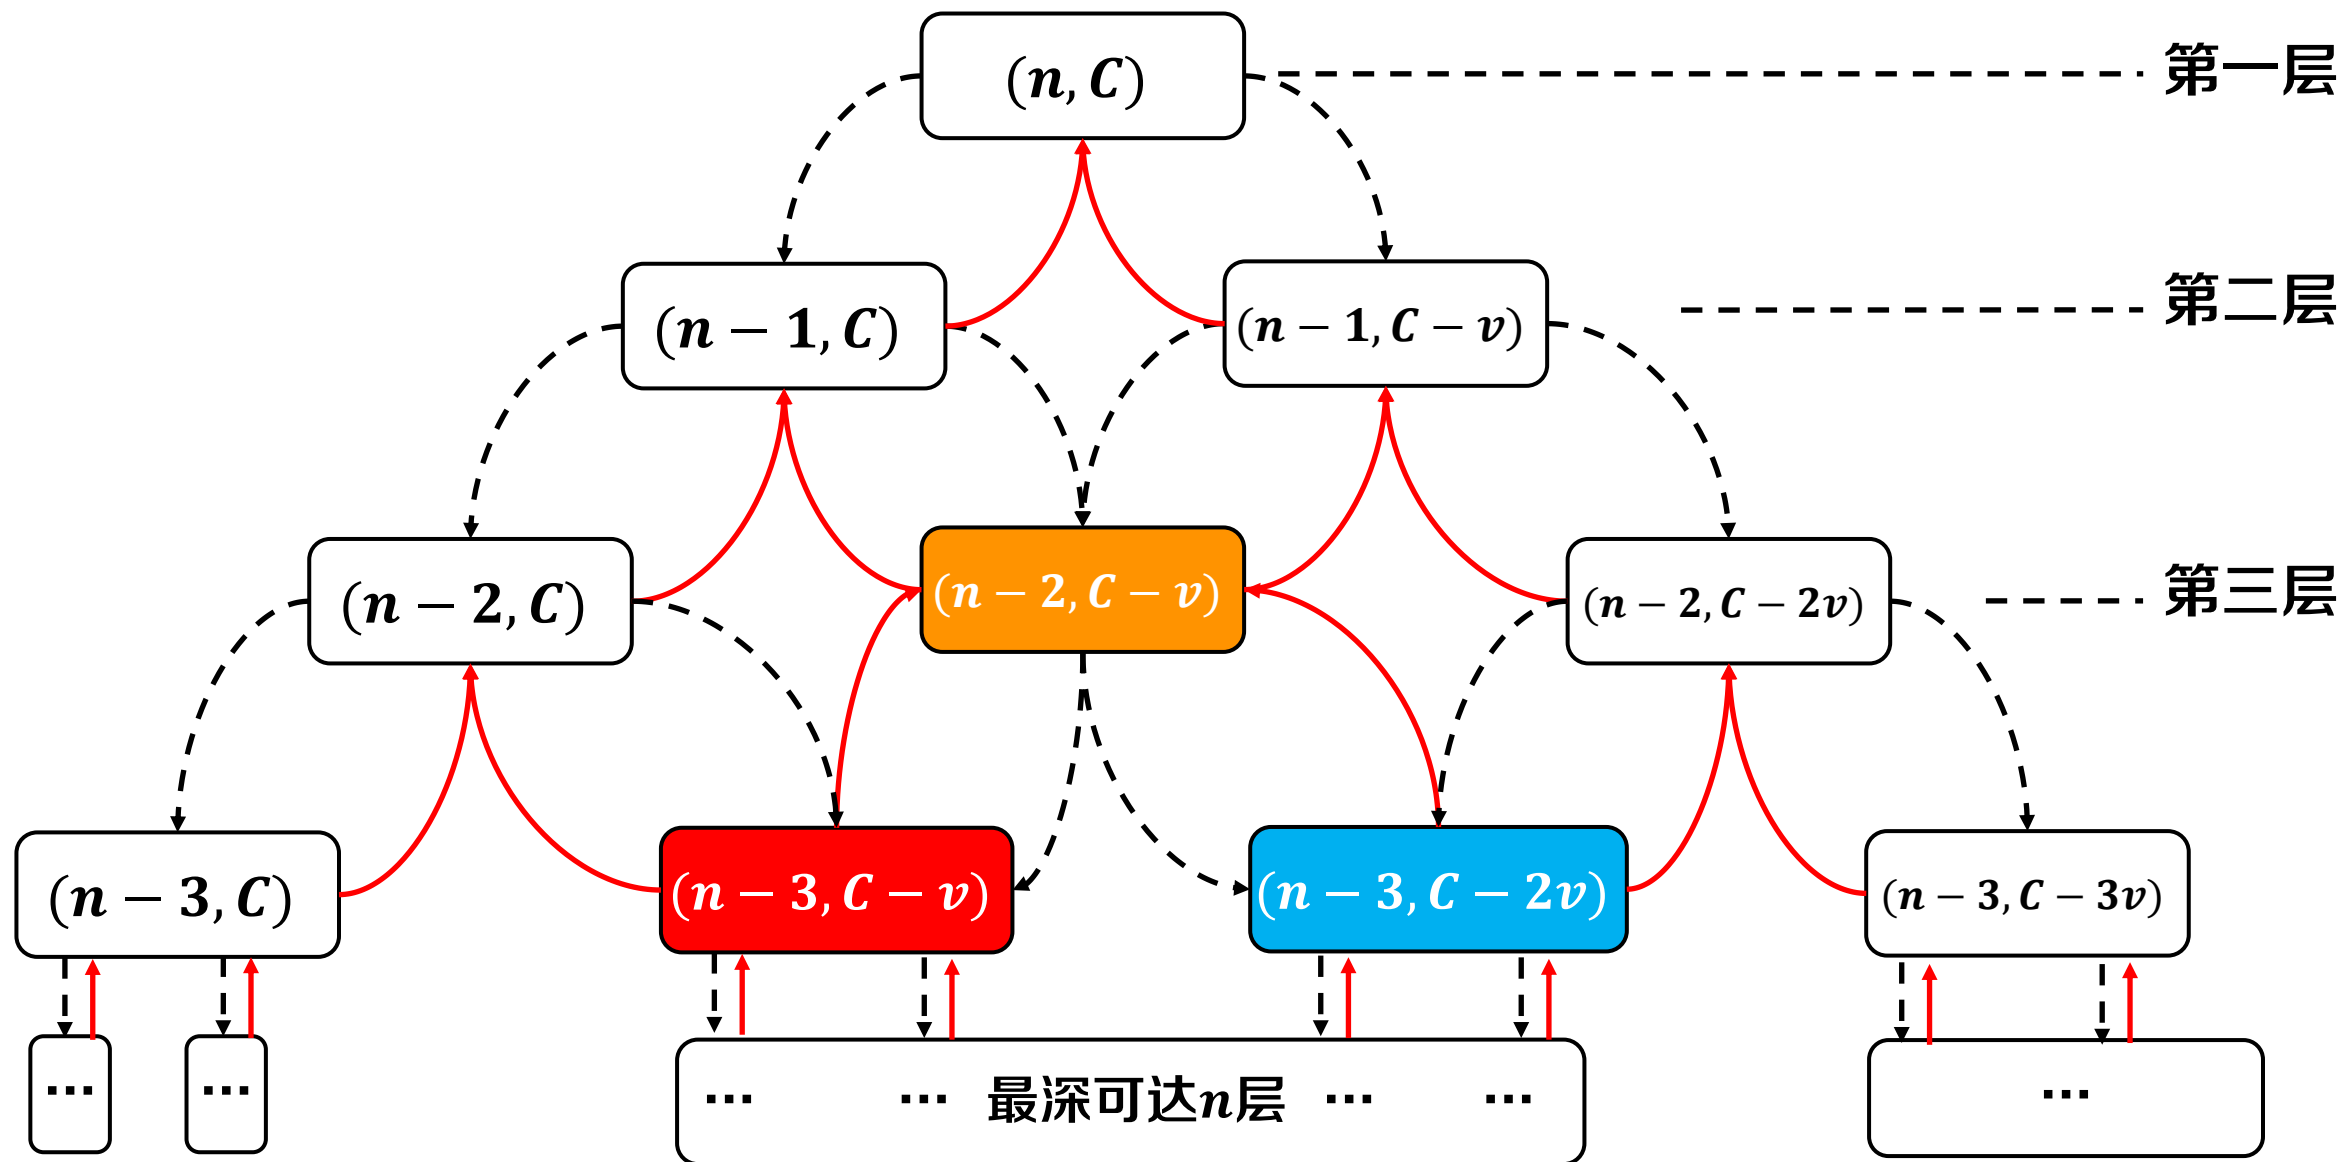 (n, C)
第一层
(n − 1, C)
(n − 1, C − v)
第二层
(n − 2, C)
(n − 2, C − v)
(n − 2, C − 2v)
第三层
(n − 3, C)
(n − 3, C − v)
(n − 3, C − 2v)
(n − 3, C − 3v)
…
…
…
…
最深可达n层
…
…
…